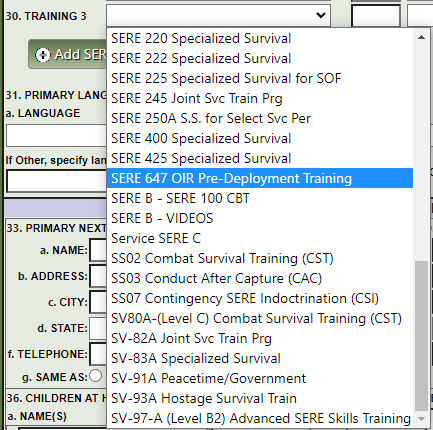 30. TRAINING 3
Add SER
31. PRIMARY LANG
a. LANGUAGE
If Other, specify lan
33. PRIMARY NEXT
a. NAME:
b. ADDRESS:
c. CITY:
d. STATE:
f. TELEPHONE:
g. SAME AS:
36. CHILDREN AT H
a. NAME(S)
SERE 220 Specialized Survival
SERE 222 Specialized Survival
SERE 225 Specialized Survival for SOF
SERE 245 Joint Svc Train Prg
SERE 250A S.S. for Select Svc Per
SERE 400 Specialized Survival
SERE 425 Specialized Survival
SERE 647 OIR Pre-Deployment Training
SERE B - SERE 100 CBT
SERE B - VIDEOS
Service SERE C
SS02 Combat Survival Training (CST)
SS03 Conduct After Capture (CAC)
SS07 Contingency SERE Indoctrination (CSI)
SV80A-(Level C) Combat Survival Training (CST)
SV-82A Joint Svc Train Prg
SV-83A Specialized Survival
SV-91A Peacetime/Government
SV-93A Hostage Survival Train
SV-97-A (Level B2) Advanced SERE Skills Training